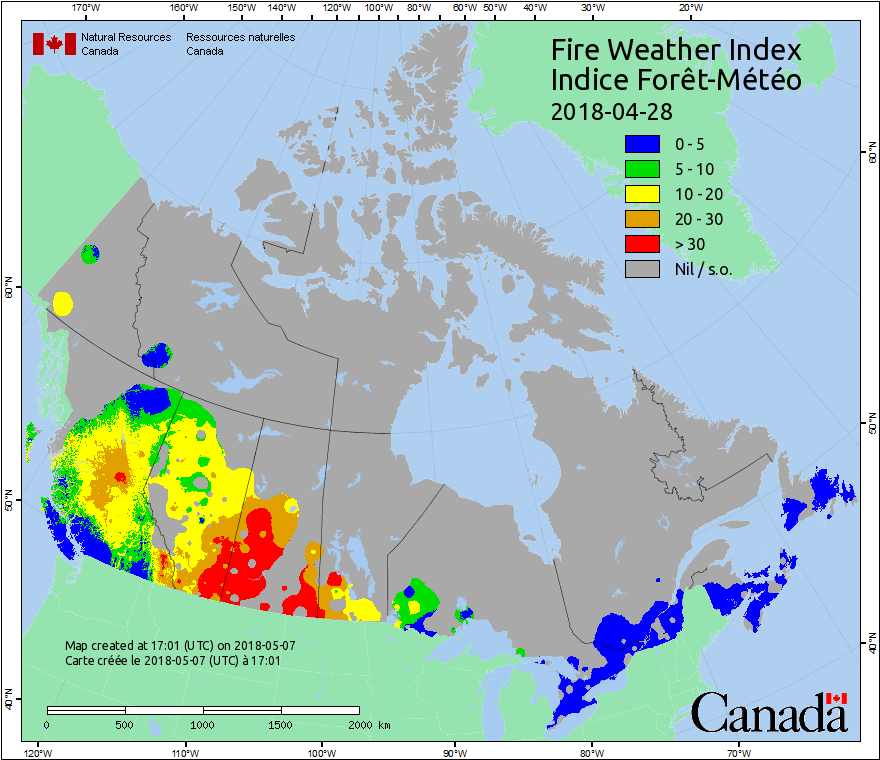 170°W 160°W 150°W 140°W 130°W 120°W 110°W 100°W 90°W 80°W 70°W 60°W 50°W 40°W 30°W 20°W
Natural Resources Ressources naturelles
Canada Canada
Fire Weather Index
Indice Forêt-Météo
2018-04-28
0 - 5
5 - 10
10 - 20
20 - 30
> 30
Nil / s.o.
60°N
60°N
50°N
50°N
40°N
40°N
Map created at 17:01 (UTC) on 2018-05-07
Carte créée le 2018-05-07 (UTC) à 17:01
0 500 1000 1500 2000 km
Canada
120°W 110°W 100°W 90°W 80°W 70°W